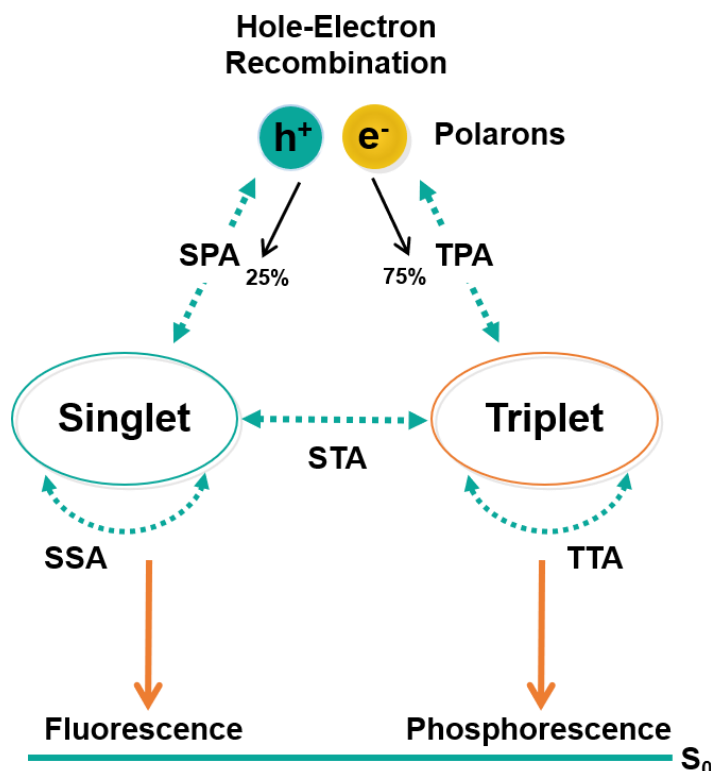 Hole-Electron
Recombination
h⁺
e⁻
Polarons
SPA
25%
75%
TPA
Singlet
Triplet
STA
SSA
TTA
Fluorescence
Phosphorescence
S₀